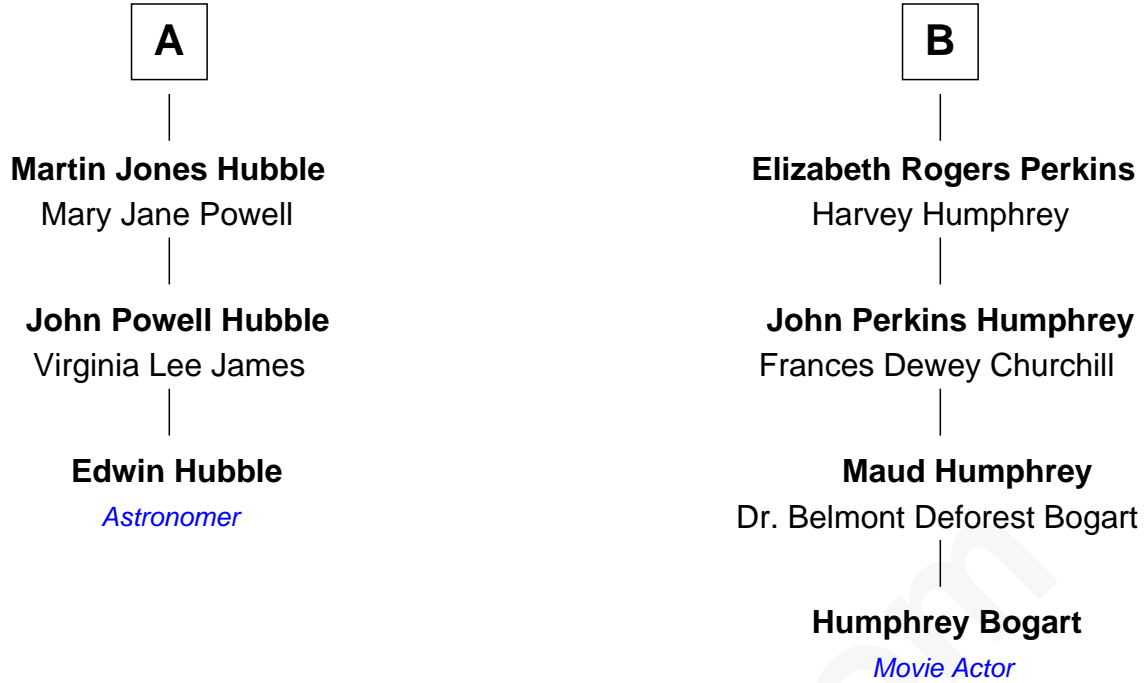 A
B
Martin Jones Hubble
Mary Jane Powell
Elizabeth Rogers Perkins
Harvey Humphrey
John Powell Hubble
Virginia Lee James
John Perkins Humphrey
Frances Dewey Churchill
Edwin Hubble
Astronomer
Maud Humphrey
Dr. Belmont Deforest Bogart
Humphrey Bogart
Movie Actor